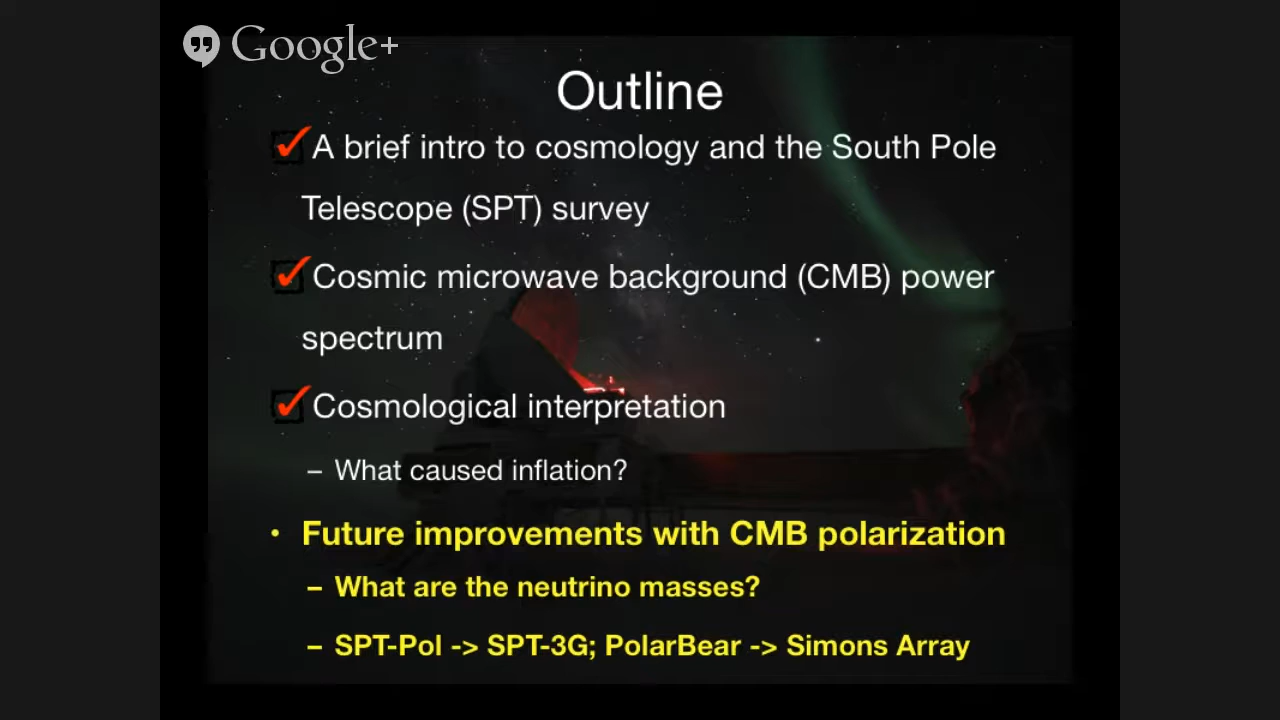 Google+
Outline
A brief intro to cosmology and the South Pole
Telescope (SPT) survey
Cosmic microwave background (CMB) power
spectrum
Cosmological interpretation
– What caused inflation?
• Future improvements with CMB polarization
– What are the neutrino masses?
– SPT-Pol -> SPT-3G; PolarBear -> Simons Array